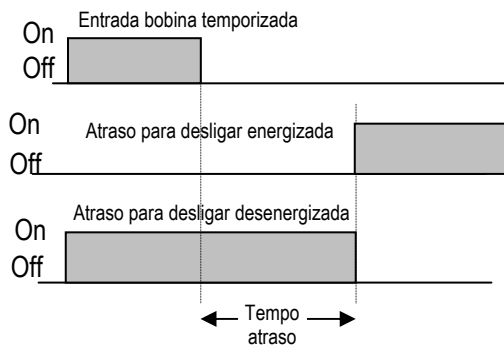 Entrada bobina temporizada
On
Off
On
Atraso para desligar energizada
Off
Atraso para desligar desenergizada
On
Off
Tempo
atraso